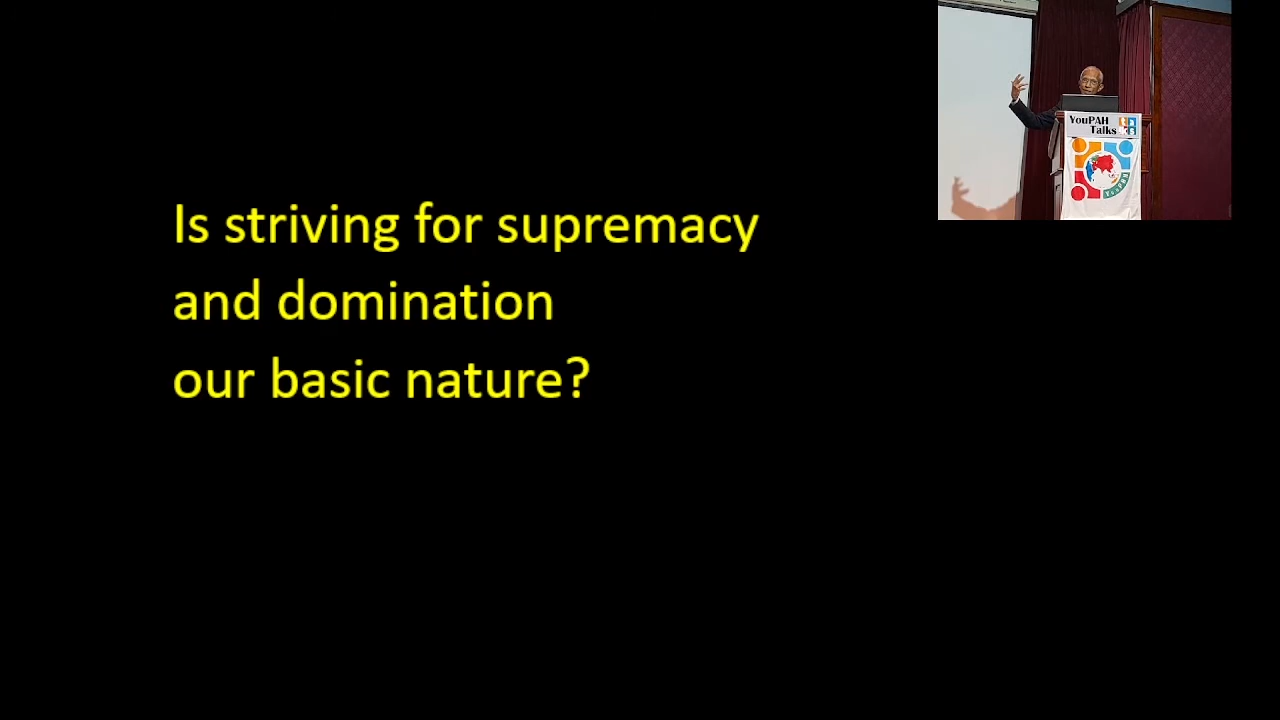 Is striving for supremacy
and domination
our basic nature?
YouPAH
Talks